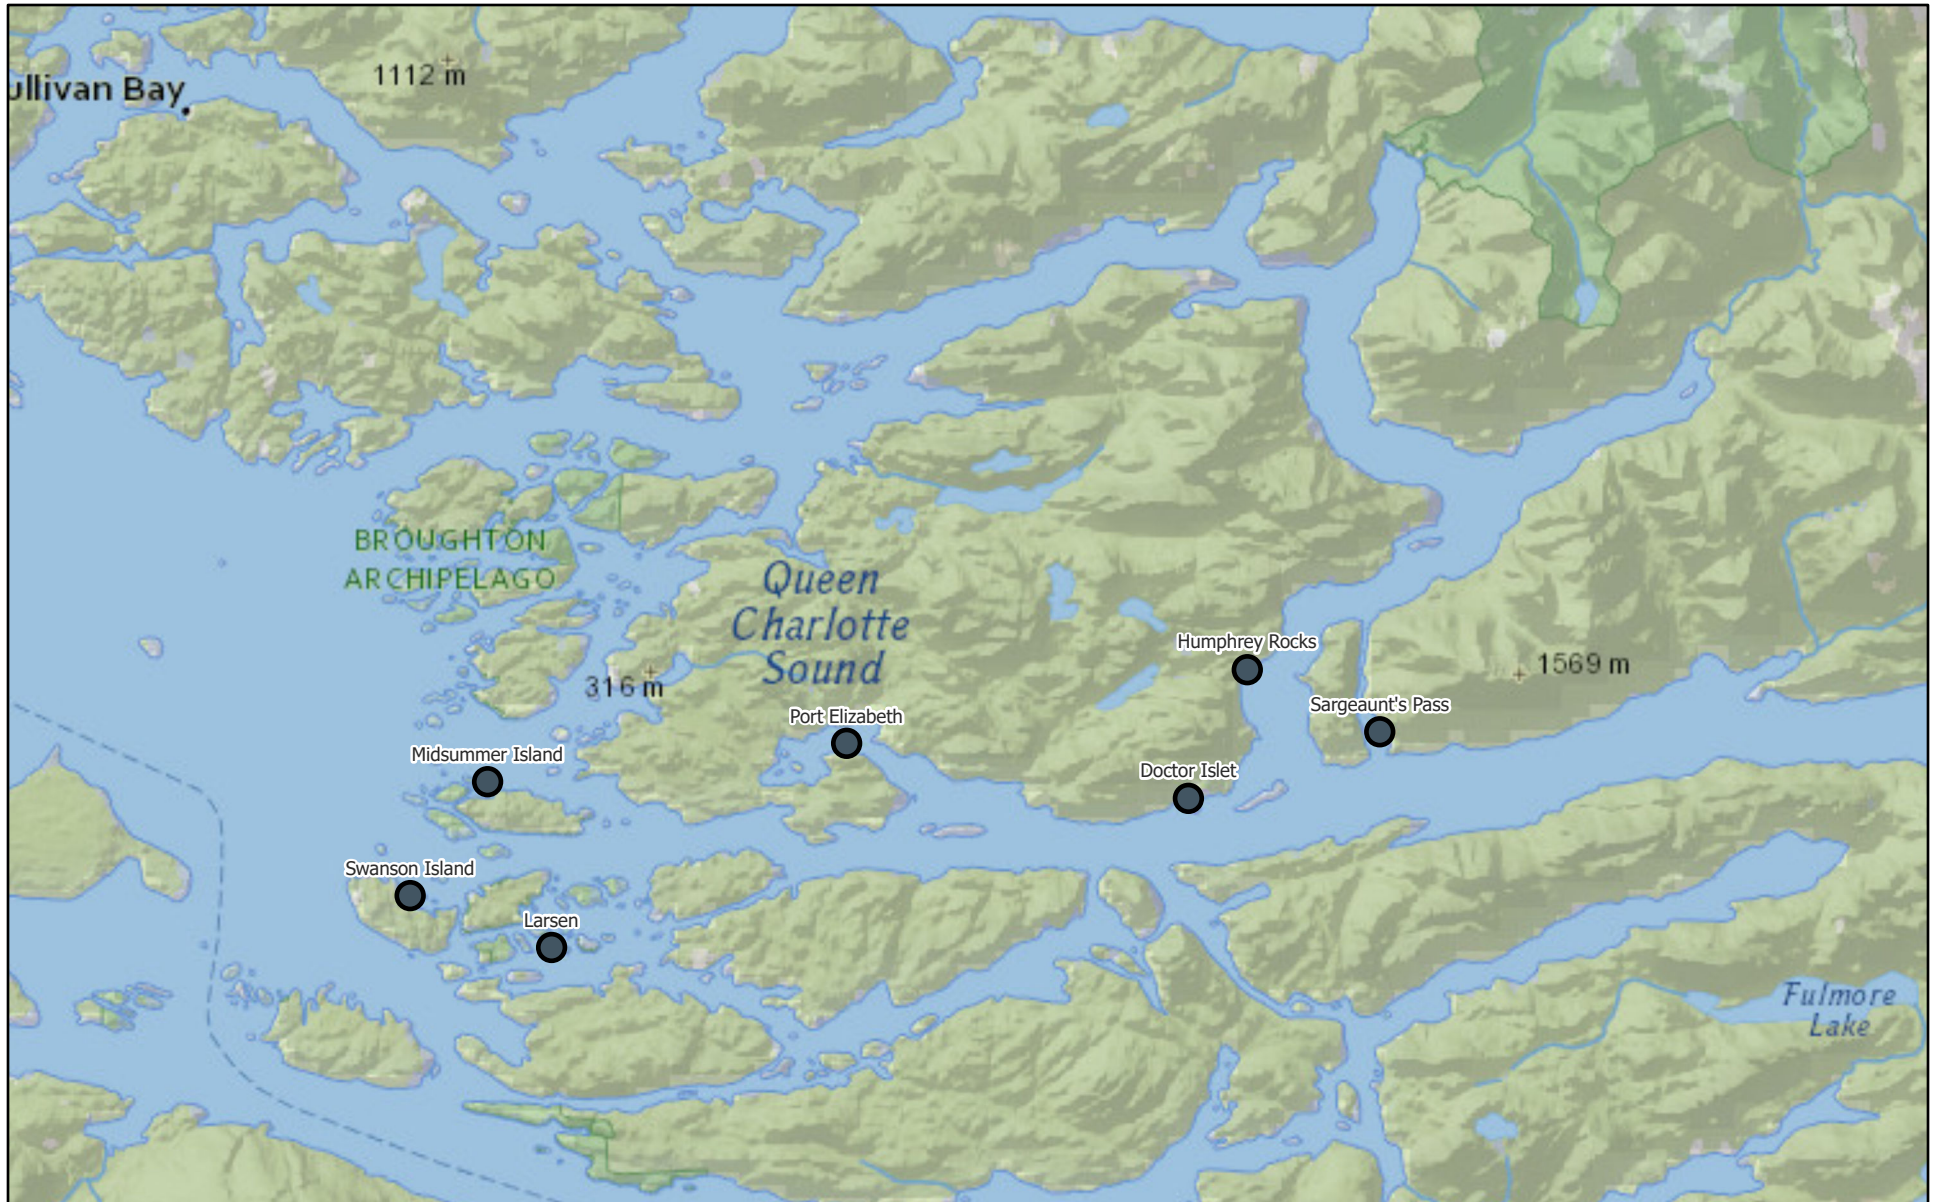 1112 m
ullivan Bay
BROUGHTON
ARCHIPELAGO
Queen
Charlotte
Sound
Humphrey Rocks
1569 m
316 m
Sargeaunt's Pass
Port Elizabeth
Midsummer Island
Doctor Islet
Swanson Island
Larsen
Fulmore
Lake